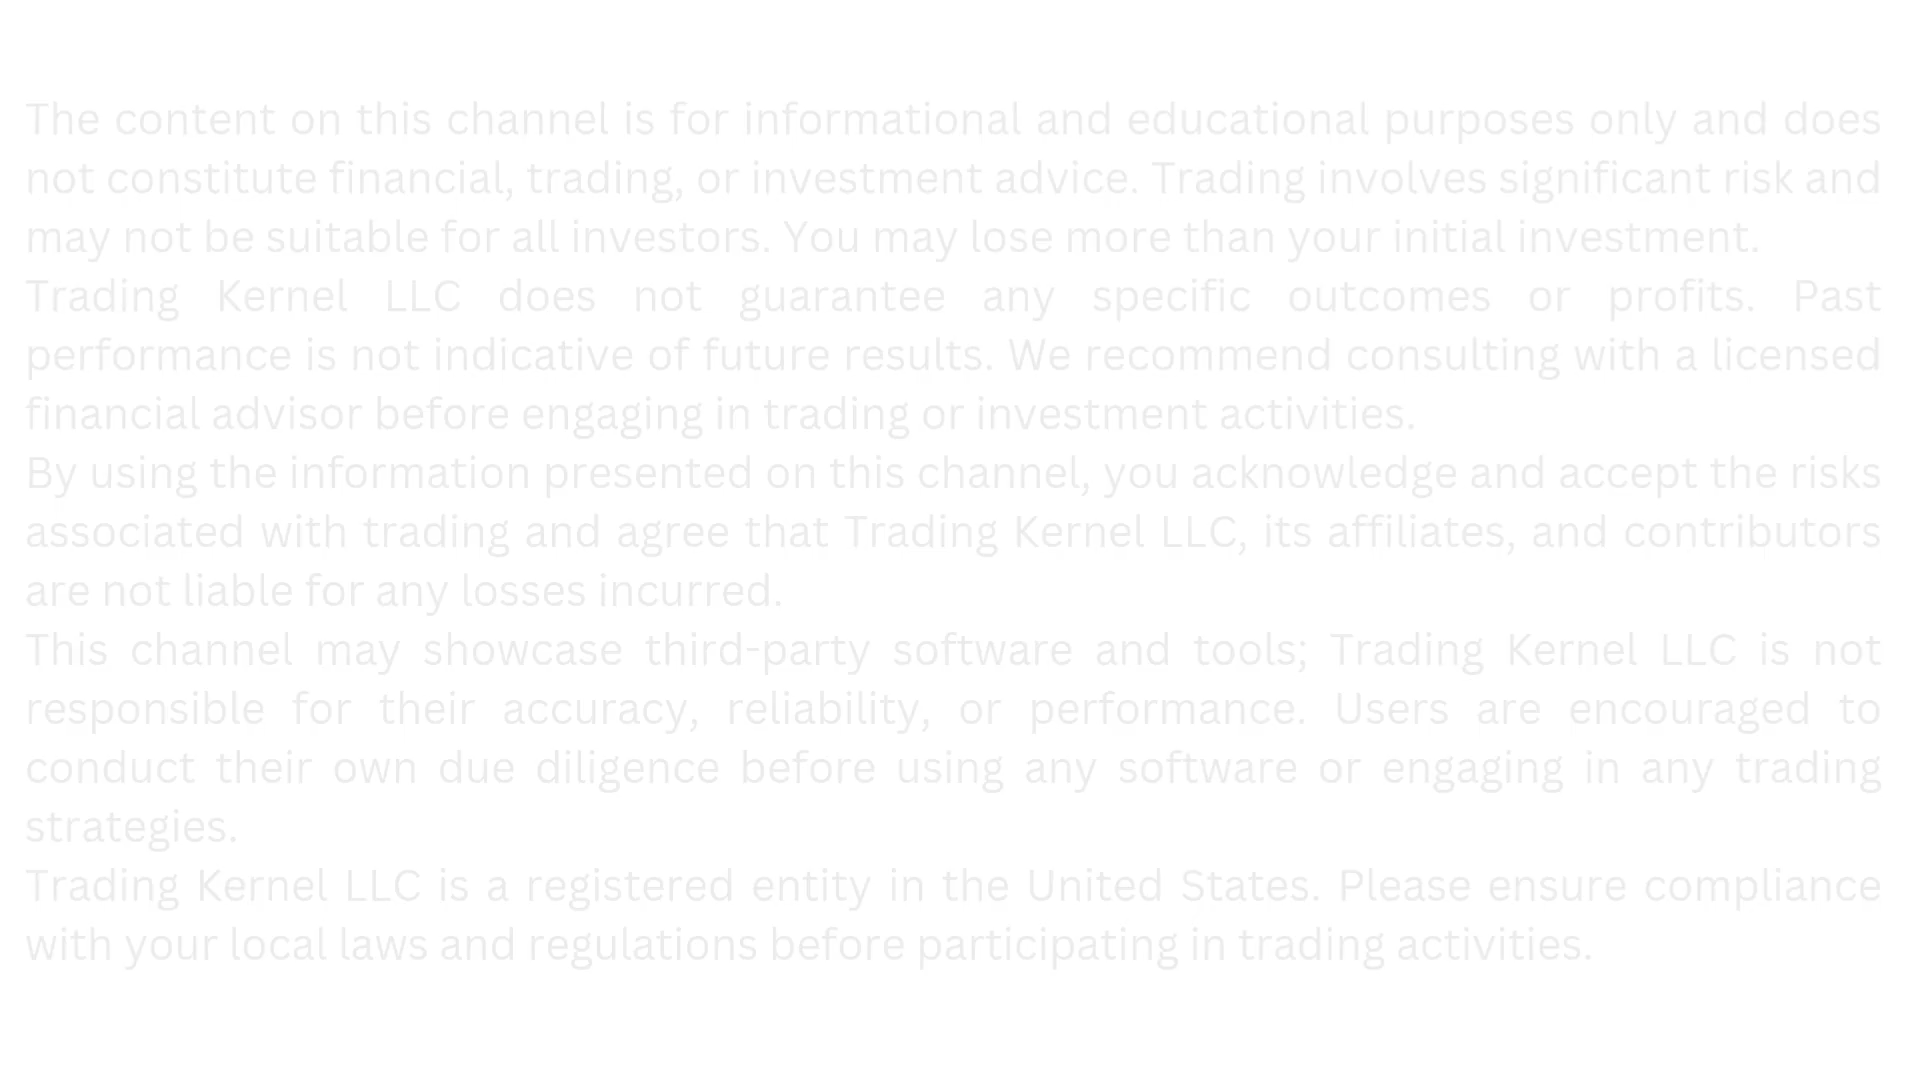 The content on this channel is for informational and educational purposes only and does
not constitute financial, trading, or investment advice. Trading involves significant risk and
may not be suitable for all investors. You may lose more than your initial investment.
Trading Kernel LLC does not guarantee any specific outcomes or profits. Past
performance is not indicative of future results. We recommend consulting with a licensed
financial advisor before engaging in trading or investment activities.
By using the information presented on this channel, you acknowledge and accept the risks
associated with trading and agree that Trading Kernel LLC, its affiliates, and contributors
are not liable for any losses incurred.
This channel may showcase third-party software and tools; Trading Kernel LLC is not
responsible for their accuracy, reliability, or performance. Users are encouraged to
conduct their own due diligence before using any software or engaging in any trading
strategies.
Trading Kernel LLC is a registered entity in the United States. Please ensure compliance
with your local laws and regulations before participating in trading activities.